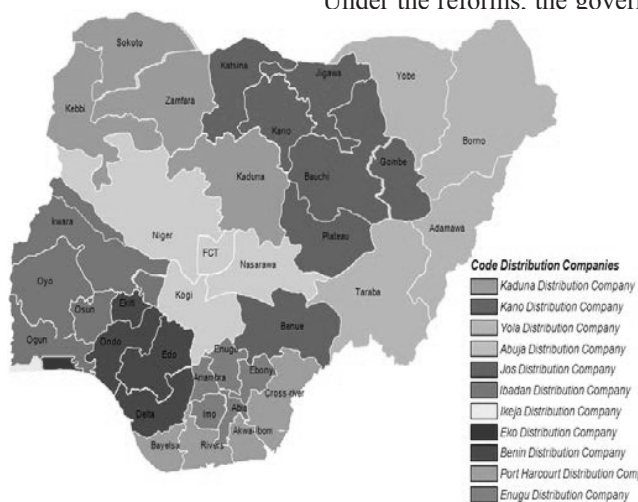 Under the reforms, the govern
Sokoto
Katsina
Jigawa
Yobe
Kebbi
Zamfara
Kano
Borno
Kaduna
Bauchi
Gombe
Adamawa
Kwara
Niger
FCT
Plateau
Nasarawa
Oyo
Kogi
Taraba
Osun
Ekiti
Benue
Ogun
Ondo
Edo
Enugu
Anambra
Ebony
Cross-river
Delta
Imo
Abia
Akwa-Ibom
Bayelsa
Rivers
Code Distribution Companies
Kaduna Distribution Company
Kano Distribution Company
Yola Distribution Company
Abuja Distribution Company
Jos Distribution Company
Ibadan Distribution Company
Ikeja Distribution Company
Eko Distribution Company
Benin Distribution Company
Port Harcourt Distribution Com
Enugu Distribution Company